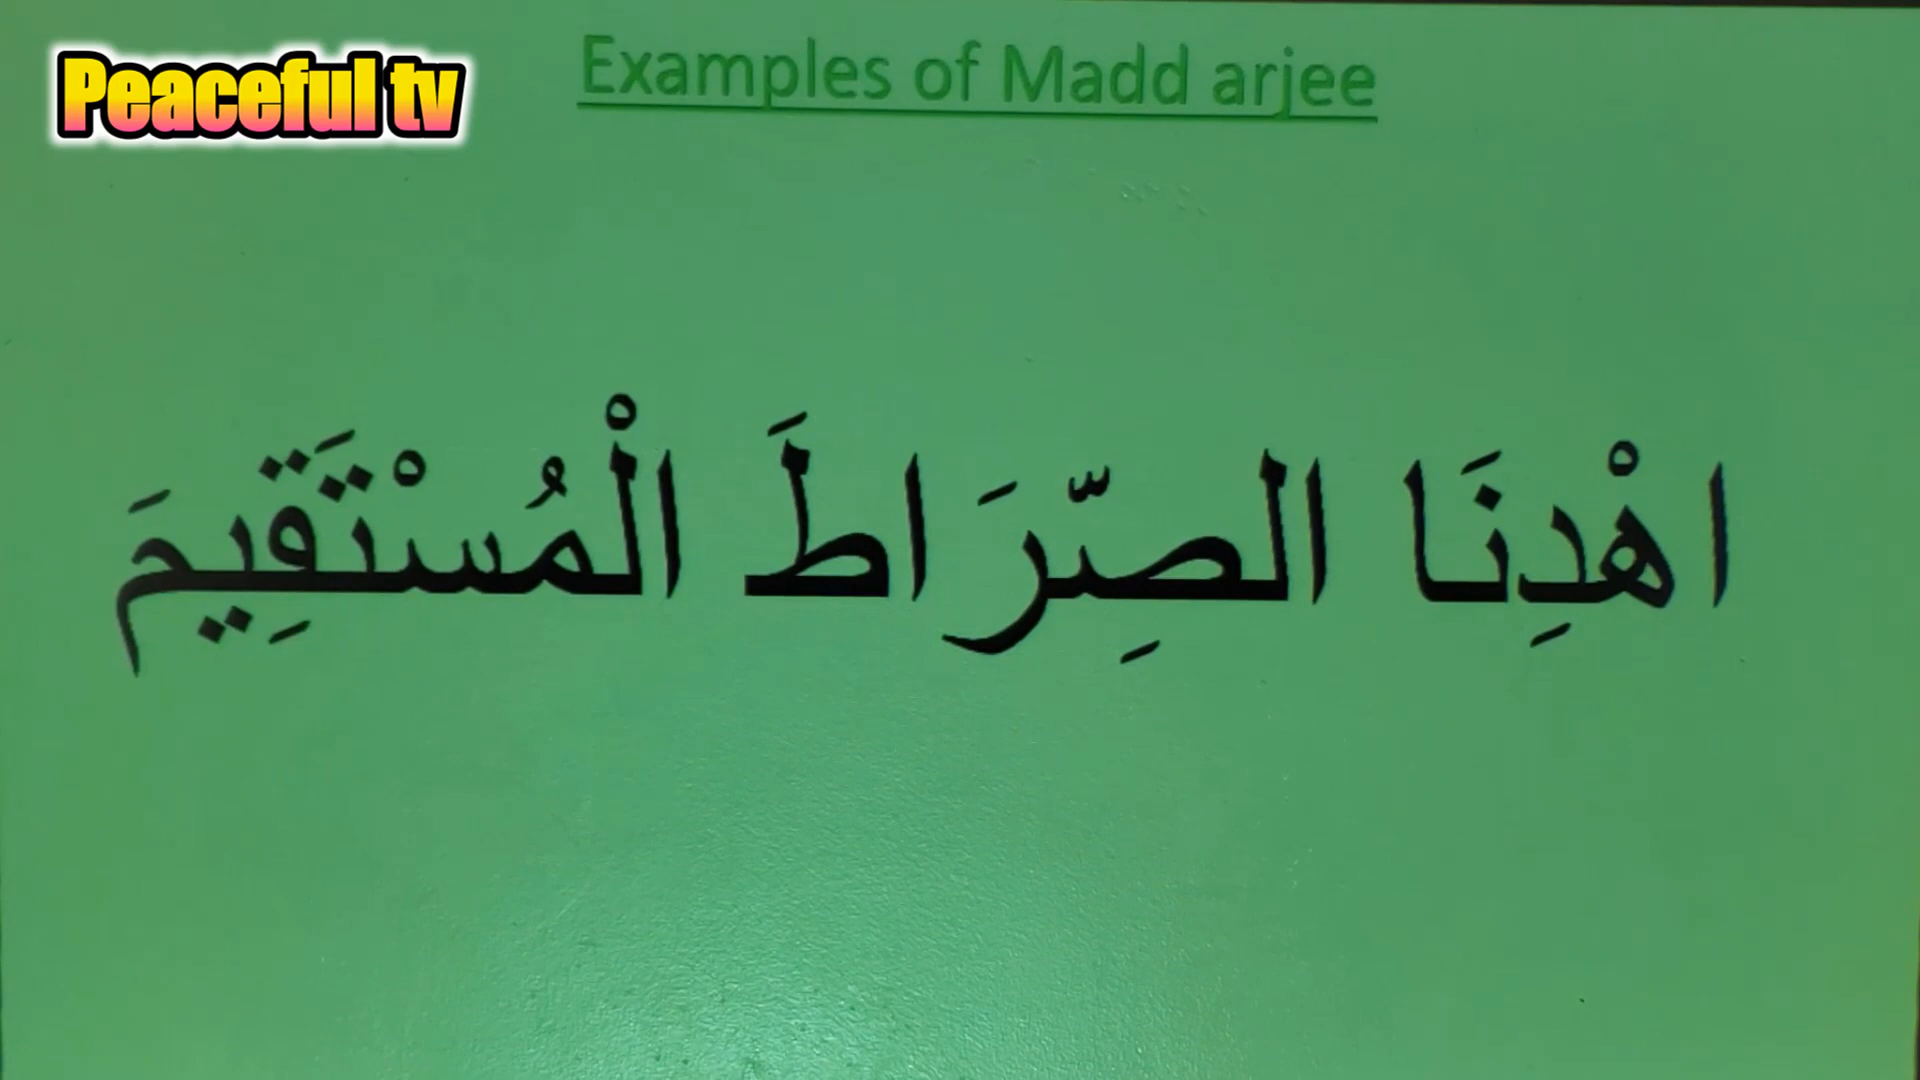 Peaceful tv
Examples of Madd arjee
اهْدِنَا الصِّرَاطَ الْمُسْتَقِيمَ